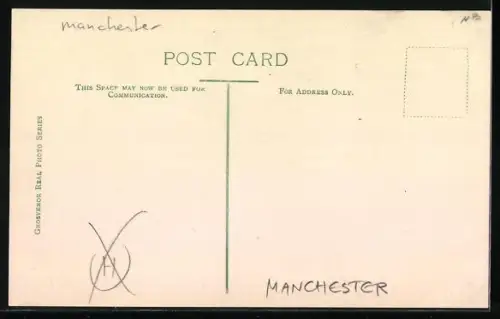 manchester
POST CARD
THIS SPACE MAY NOW BE USED FOR
COMMUNICATION.
FOR ADDRESS ONLY.
GROSVENOR REAL PHOTO SERIES
H
MANCHESTER